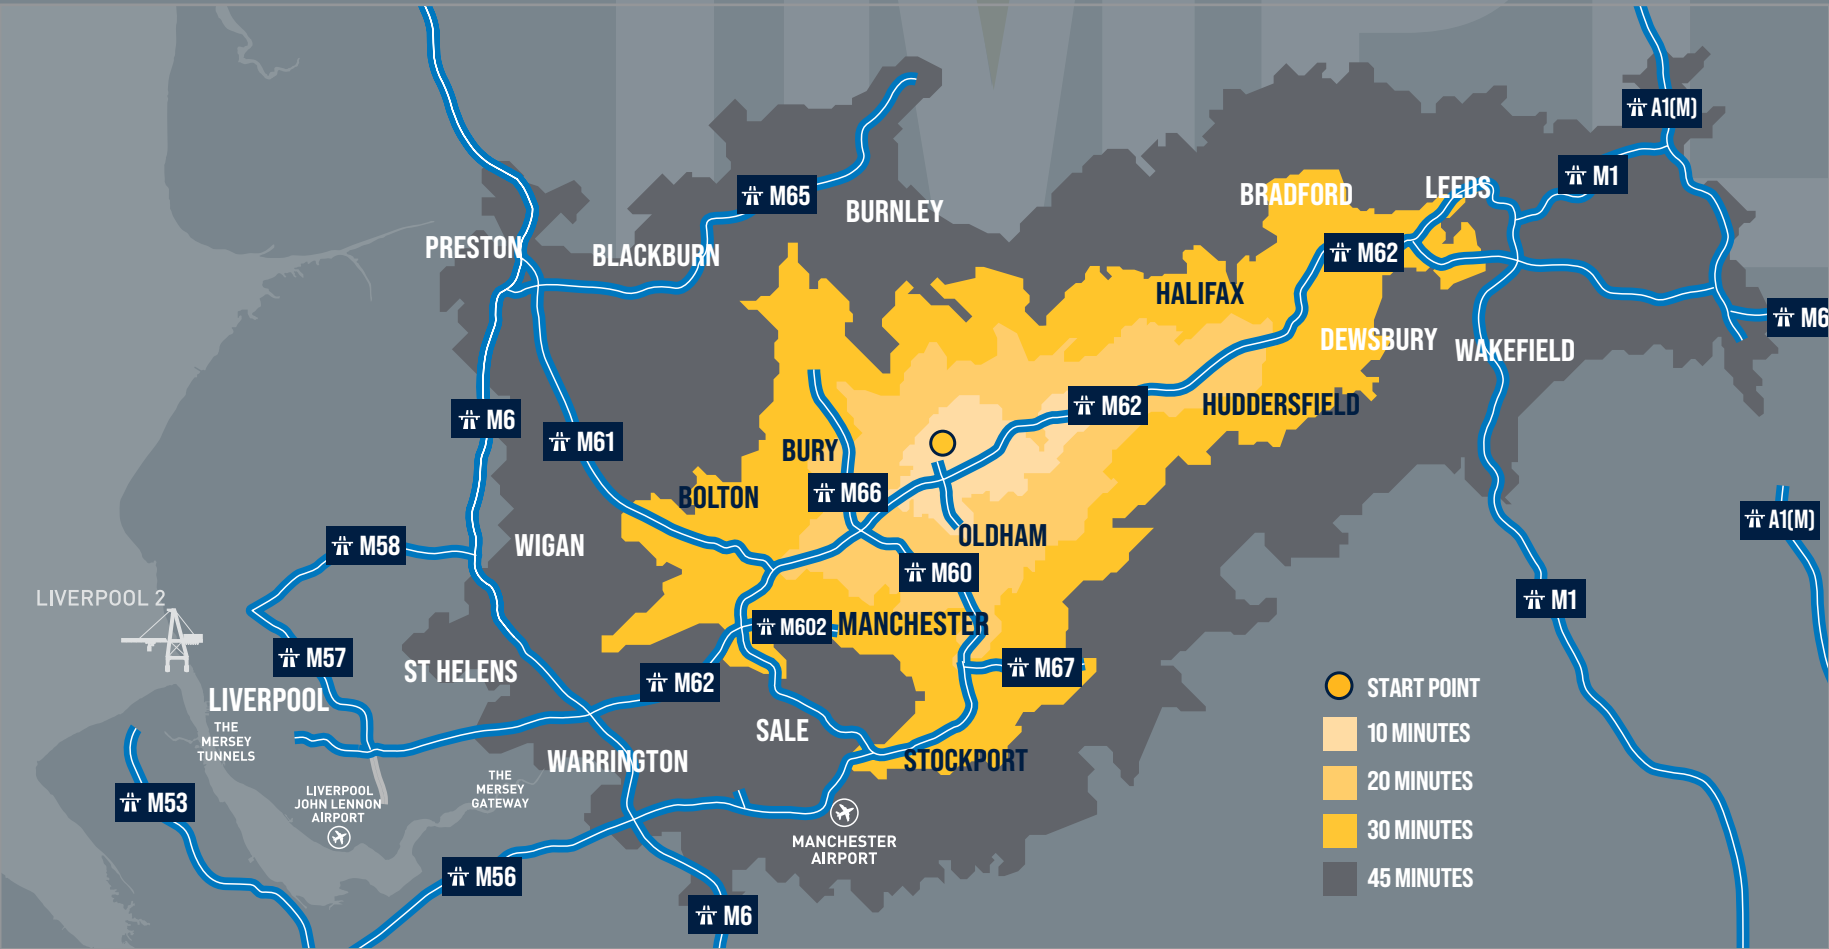 A1(M)
M1
M65
BRADFORD
LEEDS
BURNLEY
PRESTON
BLACKBURN
M62
HALIFAX
M6
DEWSBURY
WAKEFIELD
M6
M61
M62
HUDDERSFIELD
BURY
BOLTON
M66
A1(M)
M58
WIGAN
OLDHAM
M60
LIVERPOOL 2
M1
M602
MANCHESTER
M57
ST HELENS
M62
M67
LIVERPOOL
THE
MERSEY
TUNNELS
SALE
WARRINGTON
STOCKPORT
M53
LIVERPOOL
JOHN LENNON
AIRPORT
THE
MERSEY
GATEWAY
MANCHESTER
AIRPORT
M56
M6
START POINT
10 MINUTES
20 MINUTES
30 MINUTES
45 MINUTES